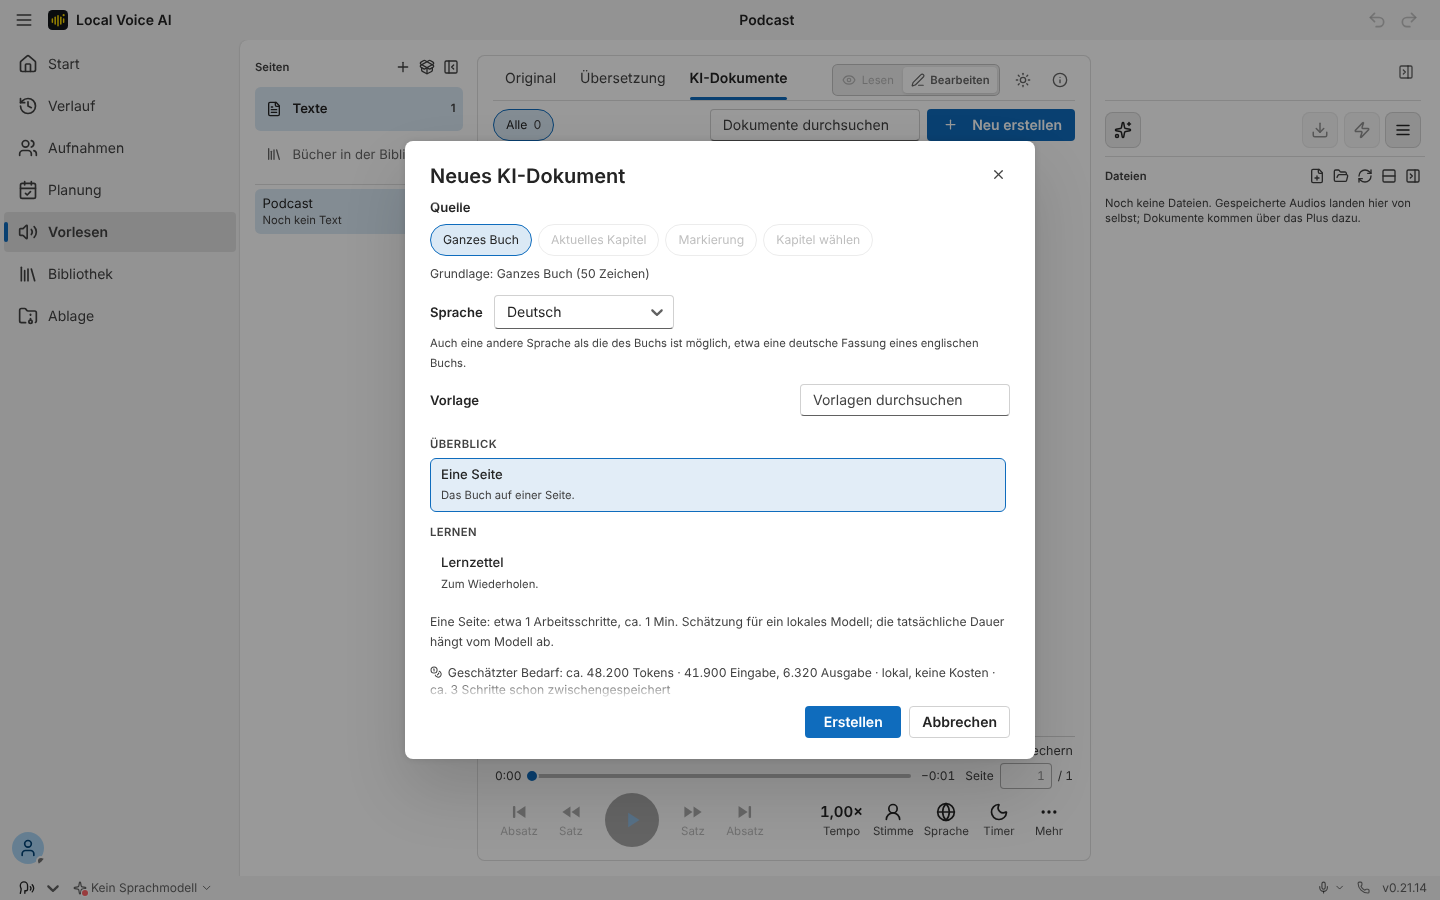 Local Voice AI
Podcast
Start
Verlauf
Aufnahmen
Planung
Vorlesen
Bibliothek
Ablage
Seiten
Texte 1
Bücher in der Bibli
Podcast
Noch kein Text
Original Übersetzung KI-Dokumente
Lesen Bearbeiten
Alle 0
Dokumente durchsuchen
Neu erstellen
Neues KI-Dokument
Quelle
Ganzes Buch Aktuelles Kapitel Markierung Kapitel wählen
Grundlage: Ganzes Buch (50 Zeichen)
Sprache Deutsch
Auch eine andere Sprache als die des Buchs ist möglich, etwa eine deutsche Fassung eines englischen
Buchs.
Vorlage Vorlagen durchsuchen
ÜBERBLICK
Eine Seite
Das Buch auf einer Seite.
LERNEN
Lernzettel
Zum Wiederholen.
Eine Seite: etwa 1 Arbeitsschritte, ca. 1 Min. Schätzung für ein lokales Modell; die tatsächliche Dauer
hängt vom Modell ab.
Geschätzter Bedarf: ca. 48.200 Tokens · 41.900 Eingabe, 6.320 Ausgabe · lokal, keine Kosten ·
ca. 3 Schritte schon zwischengespeichert
Erstellen Abbrechen
echern
0:00 −0:01 Seite 1 / 1
Absatz Satz Satz Absatz
1,00×
Tempo Stimme Sprache Timer Mehr
Dateien
Noch keine Dateien. Gespeicherte Audios landen hier von
selbst; Dokumente kommen über das Plus dazu.
Kein Sprachmodell
v0.21.14